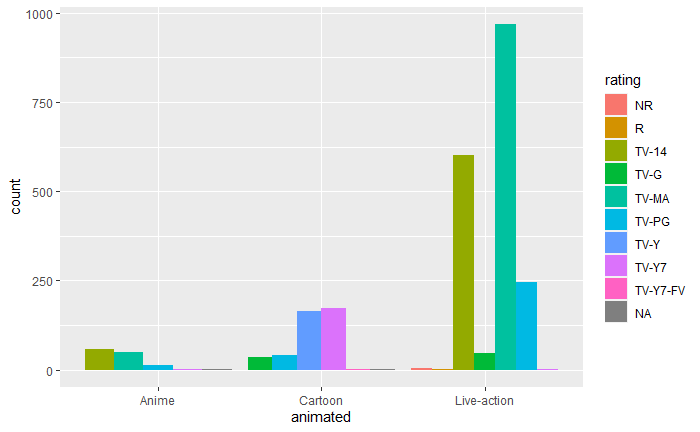 1000
750
500
250
0
count
Anime
Cartoon
Live-action
animated
rating
NR
R
TV-14
TV-G
TV-MA
TV-PG
TV-Y
TV-Y7
TV-Y7-FV
NA